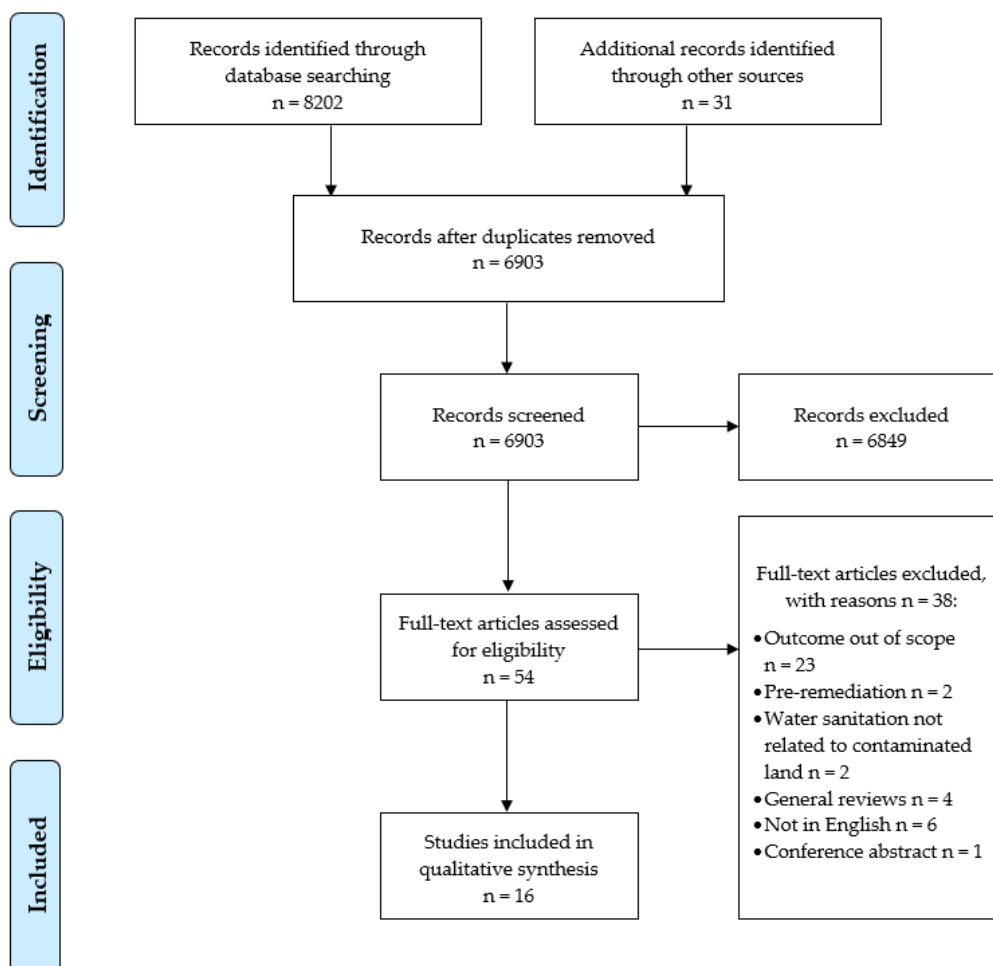 Identification
Records identified through
database searching
n = 8202
Additional records identified
through other sources
n = 31
Records after duplicates removed
n = 6903
Screening
Records screened
n = 6903
Records excluded
n = 6849
Eligibility
Full-text articles assessed
for eligibility
n = 54
Full-text articles excluded,
with reasons n = 38:
•Outcome out of scope
n = 23
•Pre-remediation n = 2
•Water sanitation not
related to contaminated
land n = 2
•General reviews n = 4
•Not in English n = 6
•Conference abstract n = 1
Included
Studies included in
qualitative synthesis
n = 16